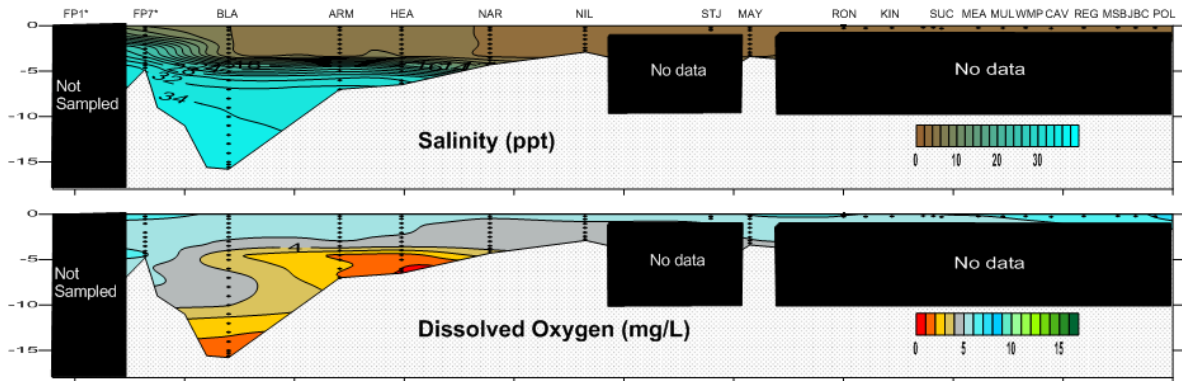 FP1* FP7* BLA ARM HEA NAR NIL STJ MAY RON KIN SUC MEA MUL WMP CAV REG MSB JBC POL
0
-5
-10
-15
Not Sampled
32
34
No data
No data
Salinity (ppt)
0 10 20 30
0
-5
-10
-15
Not Sampled
4
No data
No data
Dissolved Oxygen (mg/L)
0 5 10 15